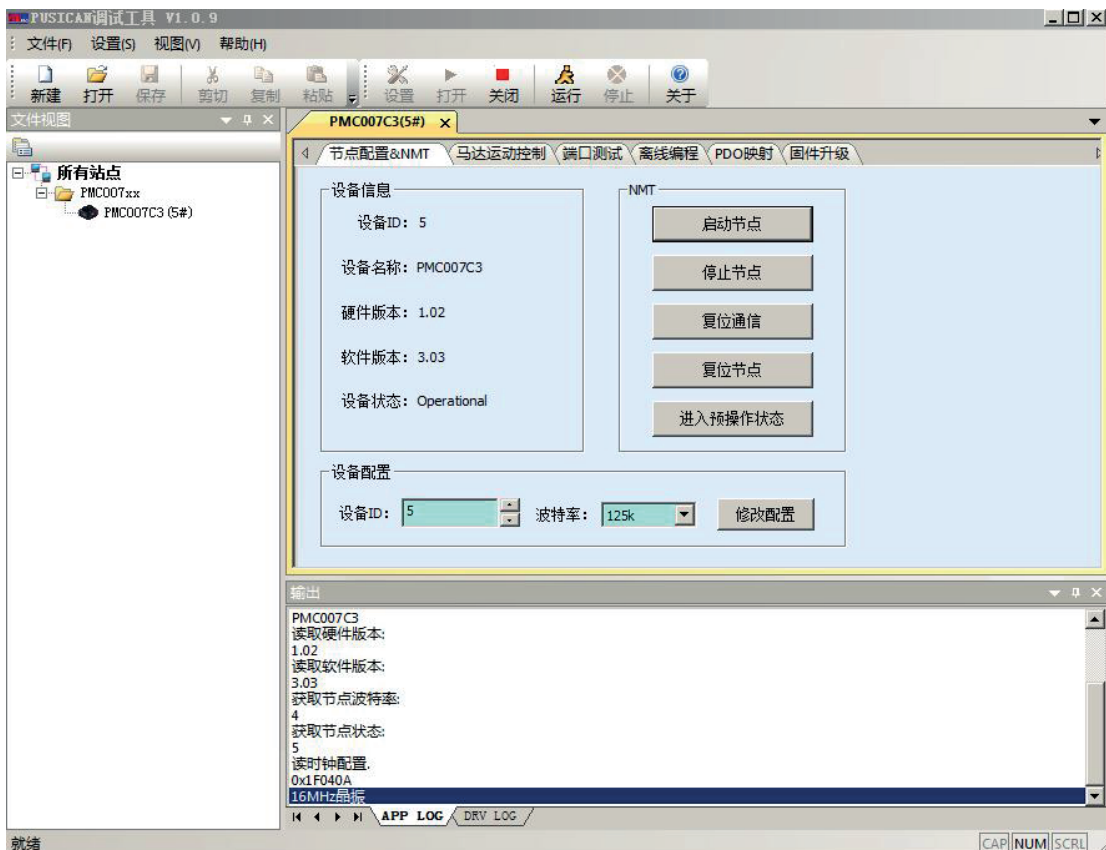 PUSICAN调试工具 V1.0.9
文件(F) 设置(S) 视图(V) 帮助(H)
新建 打开 保存 剪切 复制 粘贴 设置 打开 关闭 运行 停止 关于
文件视图
PMC007C3(5#)
节点配置&NMT 马达运动控制 端口测试 离线编程 PDO映射 固件升级
所有站点
PMC007xx
PMC007C3(5#)
设备信息
设备ID: 5
设备名称: PMC007C3
硬件版本: 1.02
软件版本: 3.03
设备状态: Operational
NMT
启动节点
停止节点
复位通信
复位节点
进入预操作状态
设备配置
设备ID: 5 波特率: 125k 修改配置
输出
PMC007C3
读取硬件版本:
1.02
读取软件版本:
3.03
获取节点波特率:
4
获取节点状态:
5
读时钟配置.
0x1F040A
16MHz晶振
APP LOG DRV LOG
就绪
CAP NUM SCRL